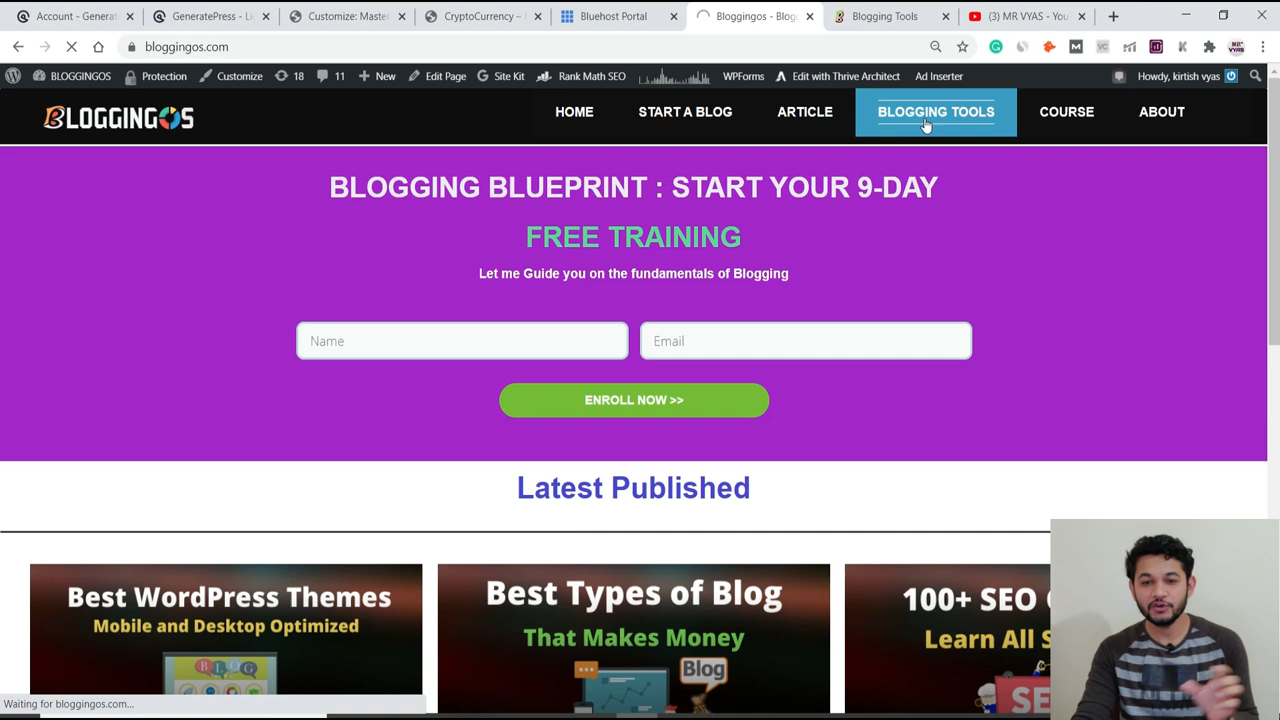 Account - Generat
GeneratePress - Li
Customize: Master
CryptoCurrency –
Bluehost Portal
Bloggingos - Blog
Blogging Tools
(3) MR VYAS - You
bloggingos.com
BLOGGINGOS
Protection
Customize
18
11
New
Edit Page
Site Kit
Rank Math SEO
WPForms
Edit with Thrive Architect
Ad Inserter
Howdy, kirtish vyas
BLOGGINGOS
HOME
START A BLOG
ARTICLE
BLOGGING TOOLS
COURSE
ABOUT
BLOGGING BLUEPRINT : START YOUR 9-DAY
FREE TRAINING
Let me Guide you on the fundamentals of Blogging
Name
Email
ENROLL NOW >>
Latest Published
Best WordPress Themes
Mobile and Desktop Optimized
BLOG
Best Types of Blog
That Makes Money
Blog
100+ SEO
Learn All S
SE
Waiting for bloggingos.com...